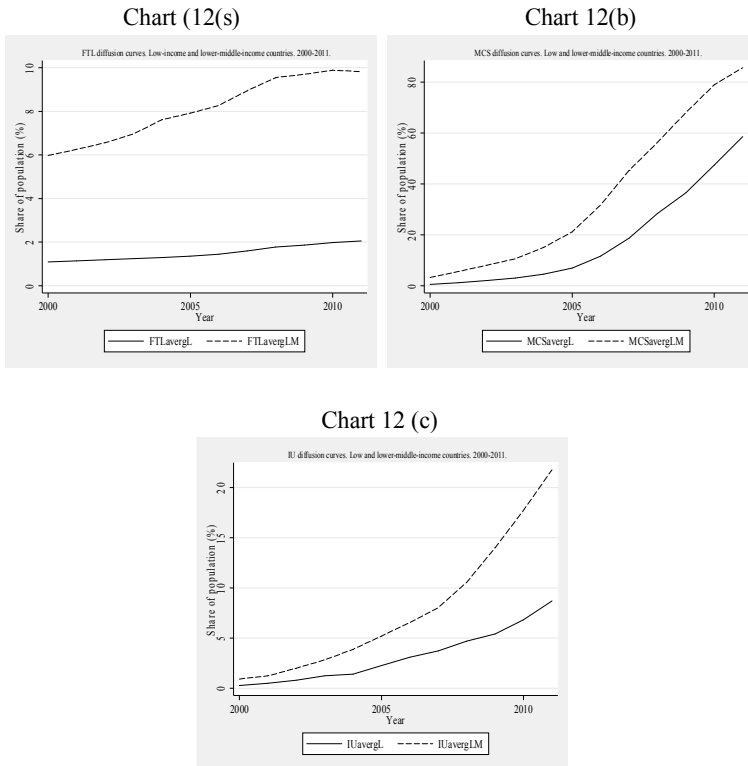 Chart (12(s
Chart 12(b)
FTL diffusion curves. Low-income and lower-middle-income countries. 2000-2011.
Share of population (%)
0 2 4 6 8 10
2000 2005 2010
Year
FTLavergL FTLavergLM
MCS diffusion curves. Low and lower-middle-income countries. 2000-2011.
Share of population (%)
0 20 40 60 80
2000 2005 2010
Year
MCSavergL MCSavergLM
Chart 12 (c)
IU diffusion curves. Low and lower-middle-income countries. 2000-2011.
Share of population (%)
0 5 10 15 20
2000 2005 2010
Year
IUavergL IUavergLM